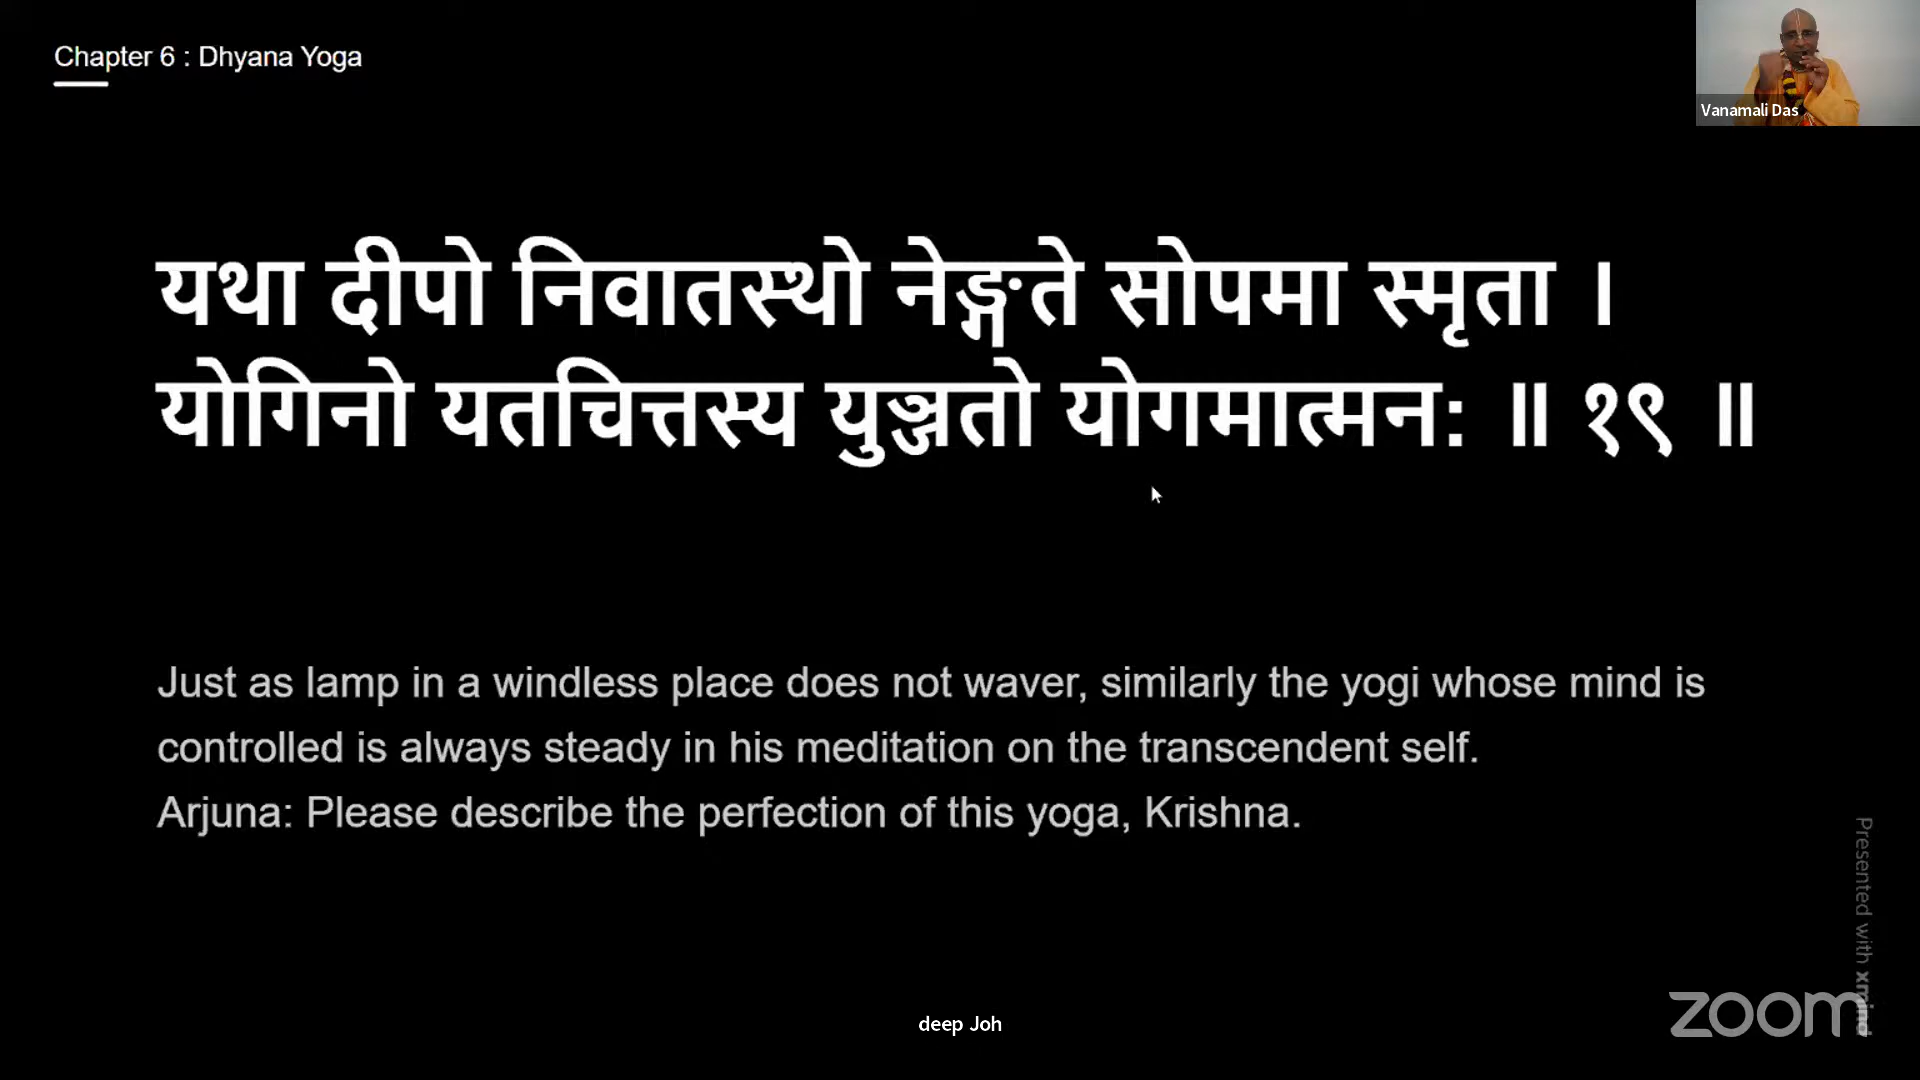 Chapter 6 : Dhyana Yoga
Vanamali Das
यथा दीपो निवातस्थो नेङ्गते सोपमा स्मृता ।
योगिनो यतचित्तस्य युञ्जतो योगमात्मन: ॥ १९ ॥
Just as lamp in a windless place does not waver, similarly the yogi whose mind is
controlled is always steady in his meditation on the transcendent self.
Arjuna: Please describe the perfection of this yoga, Krishna.
Presented with xmind
deep Joh
zoom